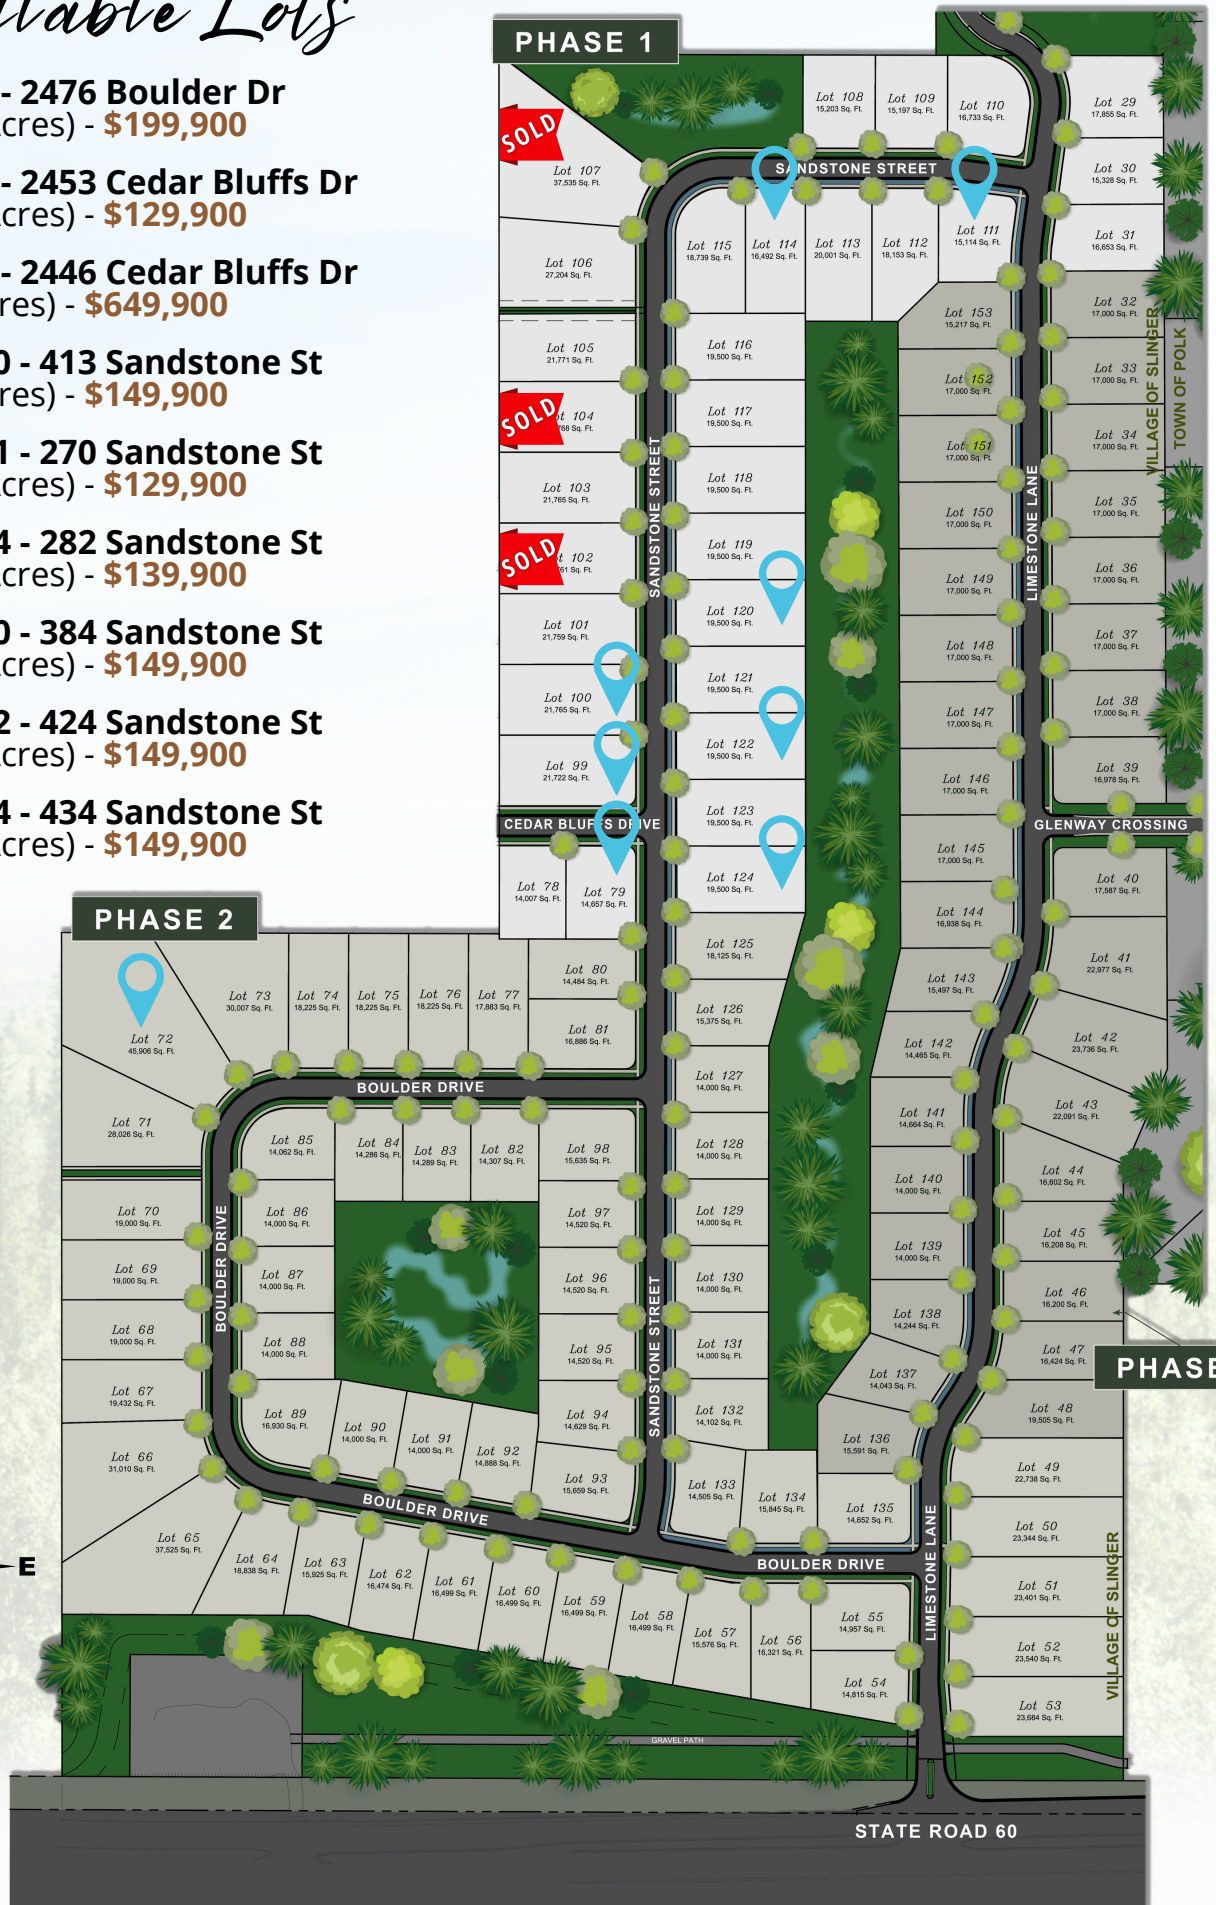 Lots
- 2476 Boulder Dr
- $199,900
- 2453 Cedar Bluffs Dr
- $129,900
- 2446 Cedar Bluffs Dr
- $649,900
- 413 Sandstone St
- $149,900
- 270 Sandstone St
- $129,900
- 282 Sandstone St
- $139,900
- 384 Sandstone St
- $149,900
- 424 Sandstone St
- $149,900
- 434 Sandstone St
- $149,900
PHASE 1
SOLD
Lot 107
37,535 Sq. Ft.
Lot 106
27,204 Sq. Ft.
Lot 105
21,771 Sq. Ft.
SOLD
104
Lot 103
21,765 Sq. Ft.
SOLD
102
Lot 101
21,759 Sq. Ft.
Lot 100
21,765 Sq. Ft.
Lot 99
21,722 Sq. Ft.
CEDAR BLUFFS DRIVE
Lot 78
14,007 Sq. Ft.
Lot 79
14,657 Sq. Ft.
Lot 108
15,203 Sq. Ft.
Lot 109
15,197 Sq. Ft.
Lot 110
16,733 Sq. Ft.
SANDSTONE STREET
Lot 115
18,739 Sq. Ft.
Lot 114
16,492 Sq. Ft.
Lot 113
20,001 Sq. Ft.
Lot 112
18,153 Sq. Ft.
Lot 111
15,114 Sq. Ft.
Lot 116
19,500 Sq. Ft.
Lot 117
19,500 Sq. Ft.
Lot 118
19,500 Sq. Ft.
Lot 119
19,500 Sq. Ft.
Lot 120
19,500 Sq. Ft.
Lot 121
19,500 Sq. Ft.
Lot 122
19,500 Sq. Ft.
Lot 123
19,500 Sq. Ft.
Lot 124
19,500 Sq. Ft.
SANDSTONE STREET
Lot 29
17,855 Sq. Ft.
Lot 30
15,328 Sq. Ft.
Lot 31
16,653 Sq. Ft.
Lot 32
17,000 Sq. Ft.
Lot 33
17,000 Sq. Ft.
Lot 34
17,000 Sq. Ft.
Lot 35
17,000 Sq. Ft.
Lot 36
17,000 Sq. Ft.
Lot 37
17,000 Sq. Ft.
Lot 38
17,000 Sq. Ft.
Lot 39
16,978 Sq. Ft.
VILLAGE OF SLINGER
TOWN OF POLK
Lot 153
15,217 Sq. Ft.
Lot 152
17,000 Sq. Ft.
Lot 151
17,000 Sq. Ft.
Lot 150
17,000 Sq. Ft.
Lot 149
17,000 Sq. Ft.
Lot 148
17,000 Sq. Ft.
Lot 147
17,000 Sq. Ft.
Lot 146
17,000 Sq. Ft.
Lot 145
17,000 Sq. Ft.
Lot 144
16,938 Sq. Ft.
Lot 143
15,497 Sq. Ft.
Lot 142
14,465 Sq. Ft.
Lot 141
14,664 Sq. Ft.
Lot 140
14,000 Sq. Ft.
Lot 139
14,000 Sq. Ft.
Lot 138
14,244 Sq. Ft.
Lot 137
14,043 Sq. Ft.
Lot 136
15,591 Sq. Ft.
Lot 135
14,652 Sq. Ft.
LIMESTONE LANE
GLENWAY CROSSING
Lot 40
17,587 Sq. Ft.
Lot 41
22,977 Sq. Ft.
Lot 42
23,736 Sq. Ft.
Lot 43
22,091 Sq. Ft.
Lot 44
16,602 Sq. Ft.
Lot 45
16,208 Sq. Ft.
Lot 46
16,200 Sq. Ft.
Lot 47
16,424 Sq. Ft.
PHASE
Lot 48
19,505 Sq. Ft.
Lot 49
22,738 Sq. Ft.
Lot 50
23,344 Sq. Ft.
Lot 51
23,401 Sq. Ft.
Lot 52
23,540 Sq. Ft.
Lot 53
23,684 Sq. Ft.
VILLAGE OF SLINGER
LIMESTONE LANE
PHASE 2
Lot 72
45,906 Sq. Ft.
Lot 73
30,007 Sq. Ft.
Lot 74
18,225 Sq. Ft.
Lot 75
18,225 Sq. Ft.
Lot 76
18,225 Sq. Ft.
Lot 77
17,883 Sq. Ft.
Lot 80
14,484 Sq. Ft.
Lot 81
16,886 Sq. Ft.
BOULDER DRIVE
Lot 71
28,026 Sq. Ft.
Lot 70
19,000 Sq. Ft.
Lot 69
19,000 Sq. Ft.
Lot 68
19,000 Sq. Ft.
Lot 67
19,432 Sq. Ft.
Lot 66
31,010 Sq. Ft.
Lot 65
37,525 Sq. Ft.
BOULDER DRIVE
Lot 85
14,062 Sq. Ft.
Lot 84
14,286 Sq. Ft.
Lot 83
14,289 Sq. Ft.
Lot 82
14,307 Sq. Ft.
Lot 98
15,635 Sq. Ft.
Lot 86
14,000 Sq. Ft.
Lot 87
14,000 Sq. Ft.
Lot 88
14,000 Sq. Ft.
Lot 89
16,930 Sq. Ft.
Lot 90
14,000 Sq. Ft.
Lot 91
14,000 Sq. Ft.
Lot 92
14,888 Sq. Ft.
Lot 97
14,520 Sq. Ft.
Lot 96
14,520 Sq. Ft.
Lot 95
14,520 Sq. Ft.
Lot 94
14,629 Sq. Ft.
Lot 93
15,659 Sq. Ft.
SANDSTONE STREET
Lot 125
18,125 Sq. Ft.
Lot 126
15,375 Sq. Ft.
Lot 127
14,000 Sq. Ft.
Lot 128
14,000 Sq. Ft.
Lot 129
14,000 Sq. Ft.
Lot 130
14,000 Sq. Ft.
Lot 131
14,000 Sq. Ft.
Lot 132
14,102 Sq. Ft.
Lot 133
14,505 Sq. Ft.
Lot 134
15,845 Sq. Ft.
BOULDER DRIVE
BOULDER DRIVE
E
Lot 64
18,838 Sq. Ft.
Lot 63
15,925 Sq. Ft.
Lot 62
16,474 Sq. Ft.
Lot 61
16,499 Sq. Ft.
Lot 60
16,499 Sq. Ft.
Lot 59
16,499 Sq. Ft.
Lot 58
16,499 Sq. Ft.
Lot 57
15,576 Sq. Ft.
Lot 56
16,321 Sq. Ft.
Lot 55
14,957 Sq. Ft.
Lot 54
14,815 Sq. Ft.
GRAVEL PATH
STATE ROAD 60